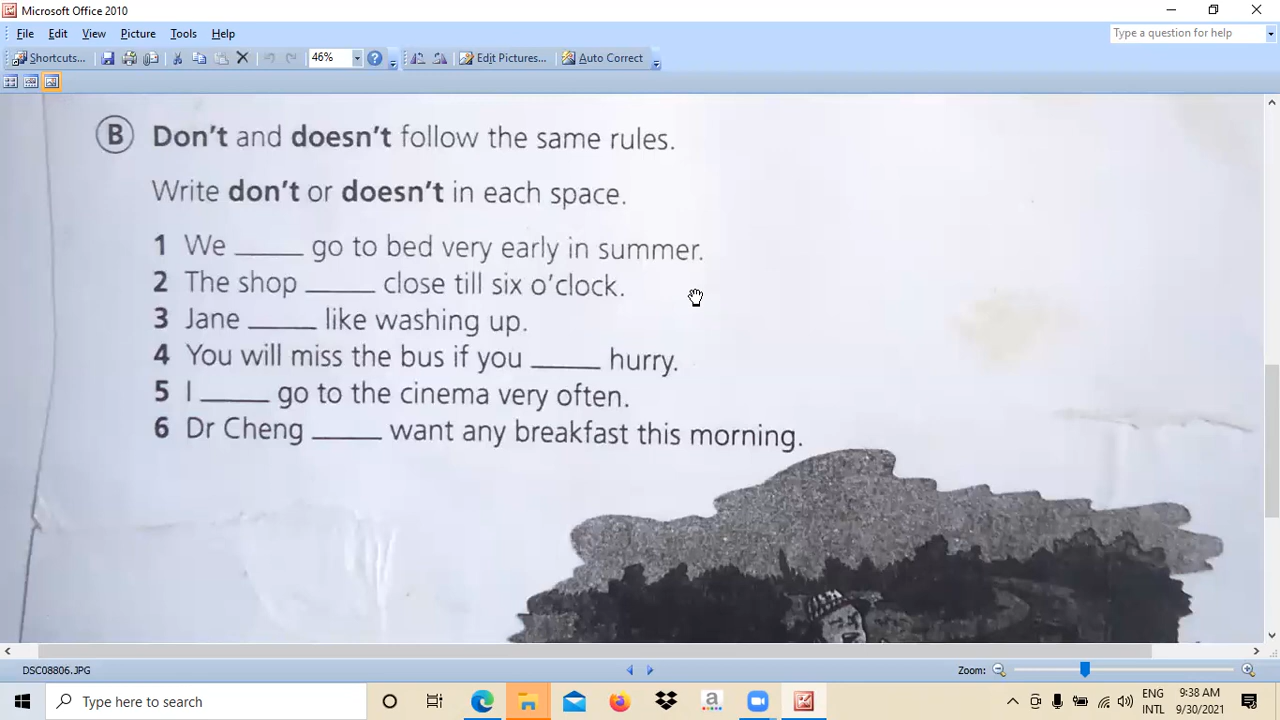 Microsoft Office 2010
File Edit View Picture Tools Help
Type a question for help
Shortcuts... 46% Edit Pictures... Auto Correct
B Don't and doesn't follow the same rules.
Write don't or doesn't in each space.
1 We _____ go to bed very early in summer.
2 The shop _____ close till six o'clock.
3 Jane _____ like washing up.
4 You will miss the bus if you _____ hurry.
5 I _____ go to the cinema very often.
6 Dr Cheng _____ want any breakfast this morning.
DSC08806.JPG Zoom:
Type here to search
ENG 9:38 AM
INTL 9/30/2021